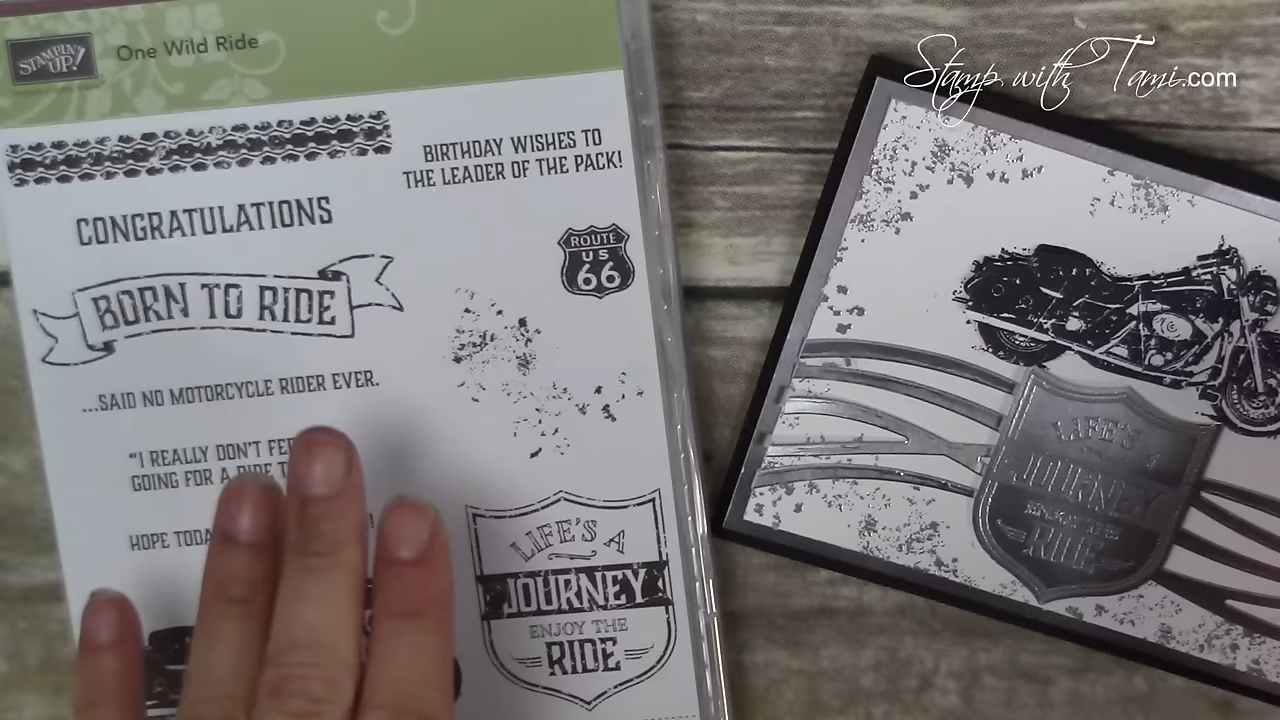 STAMPIN' UP!
One Wild Ride
Stamp with Tami.com
BIRTHDAY WISHES TO
THE LEADER OF THE PACK!
CONGRATULATIONS
ROUTE
US
66
BORN TO RIDE
...SAID NO MOTORCYCLE RIDER EVER.
"I REALLY DON'T
GOING FOR A
HOPE
LIFE'S A
JOURNEY
ENJOY THE
RIDE
LIFE'S A
JOURNEY
ENJOY THE
RIDE